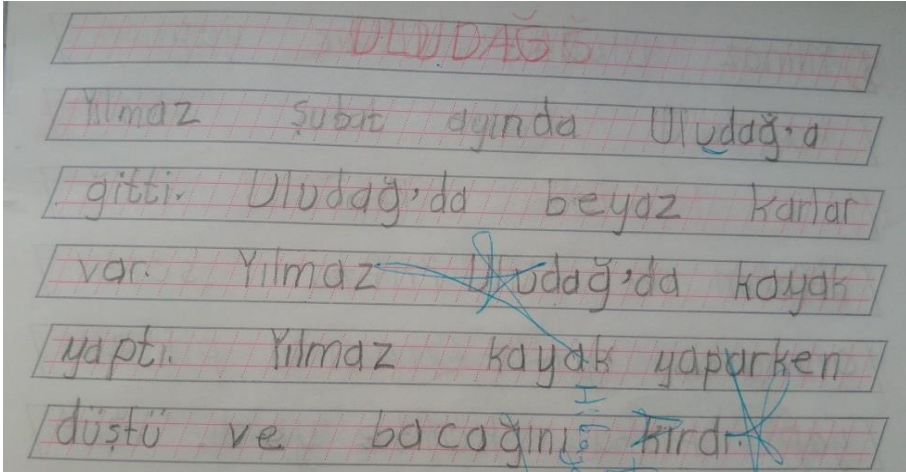 ULUDAĞ
Yılmaz şubat ayında Uludağ'a
gitti. Uludağ'da beyaz karlar
var. Yılmaz Uludağ'da kayak
yaptı. Yılmaz kayak yaparken
düştü ve bacağını kırdı.